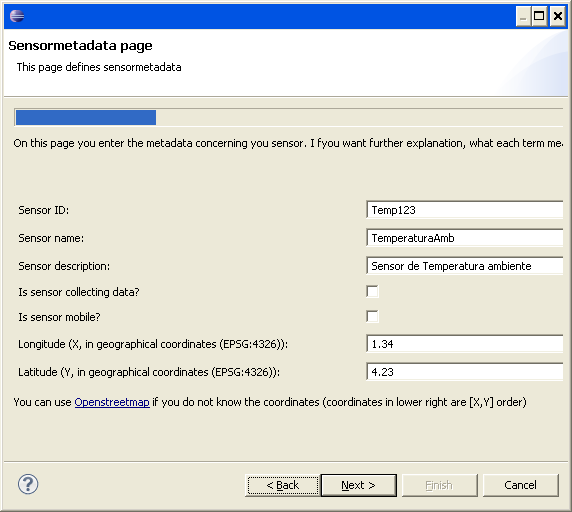 Sensormetadata page
This page defines sensormetadata
On this page you enter the metadata concerning you sensor. I fyou want further explanation, what each term
Sensor ID: Temp123
Sensor name: TemperaturaAmb
Sensor description: Sensor de Temperatura ambiente
Is sensor collecting data?
Is sensor mobile?
Longitude (X, in geographical coordinates (EPSG:4326)): 1.34
Latitude (Y, in geographical coordinates (EPSG:4326)): 4.23
You can use Openstreetmap if you do not know the coordinates (coordinates in lower right are [X,Y] order)
? < Back Next > Finish Cancel